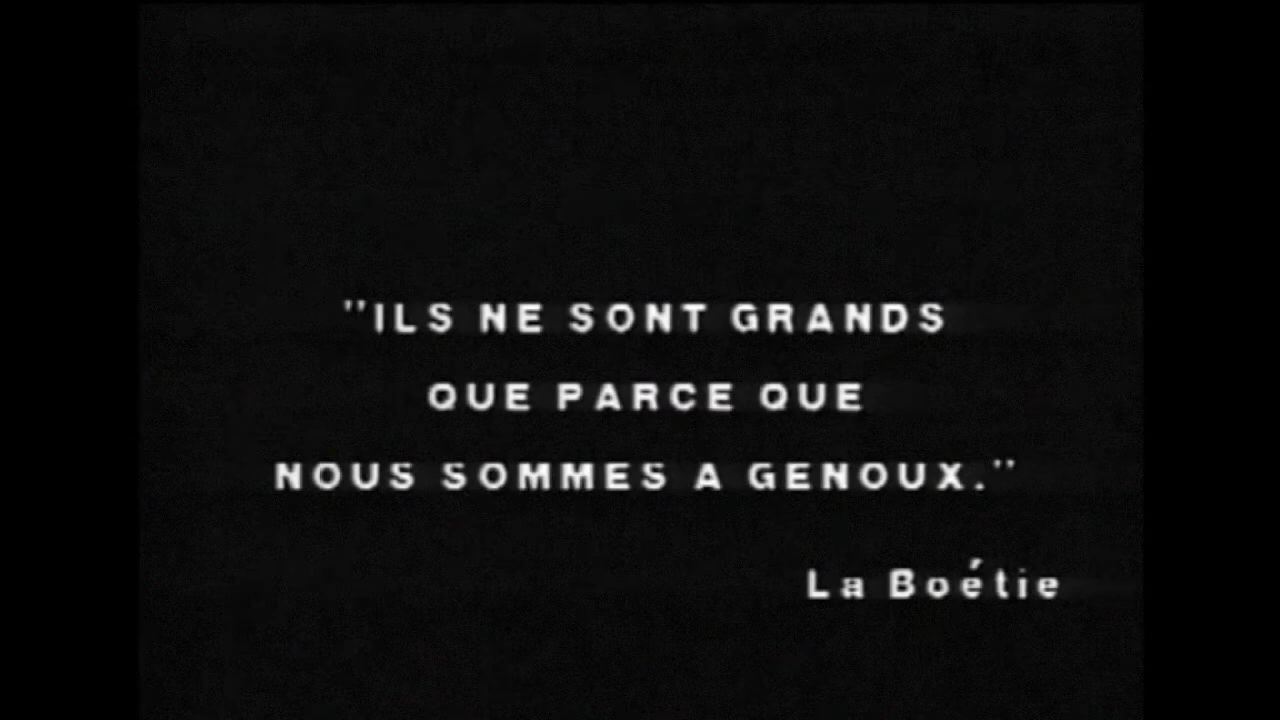 "ILS NE SONT GRANDS
QUE PARCE QUE
NOUS SOMMES A GENOUX."
La Boétie